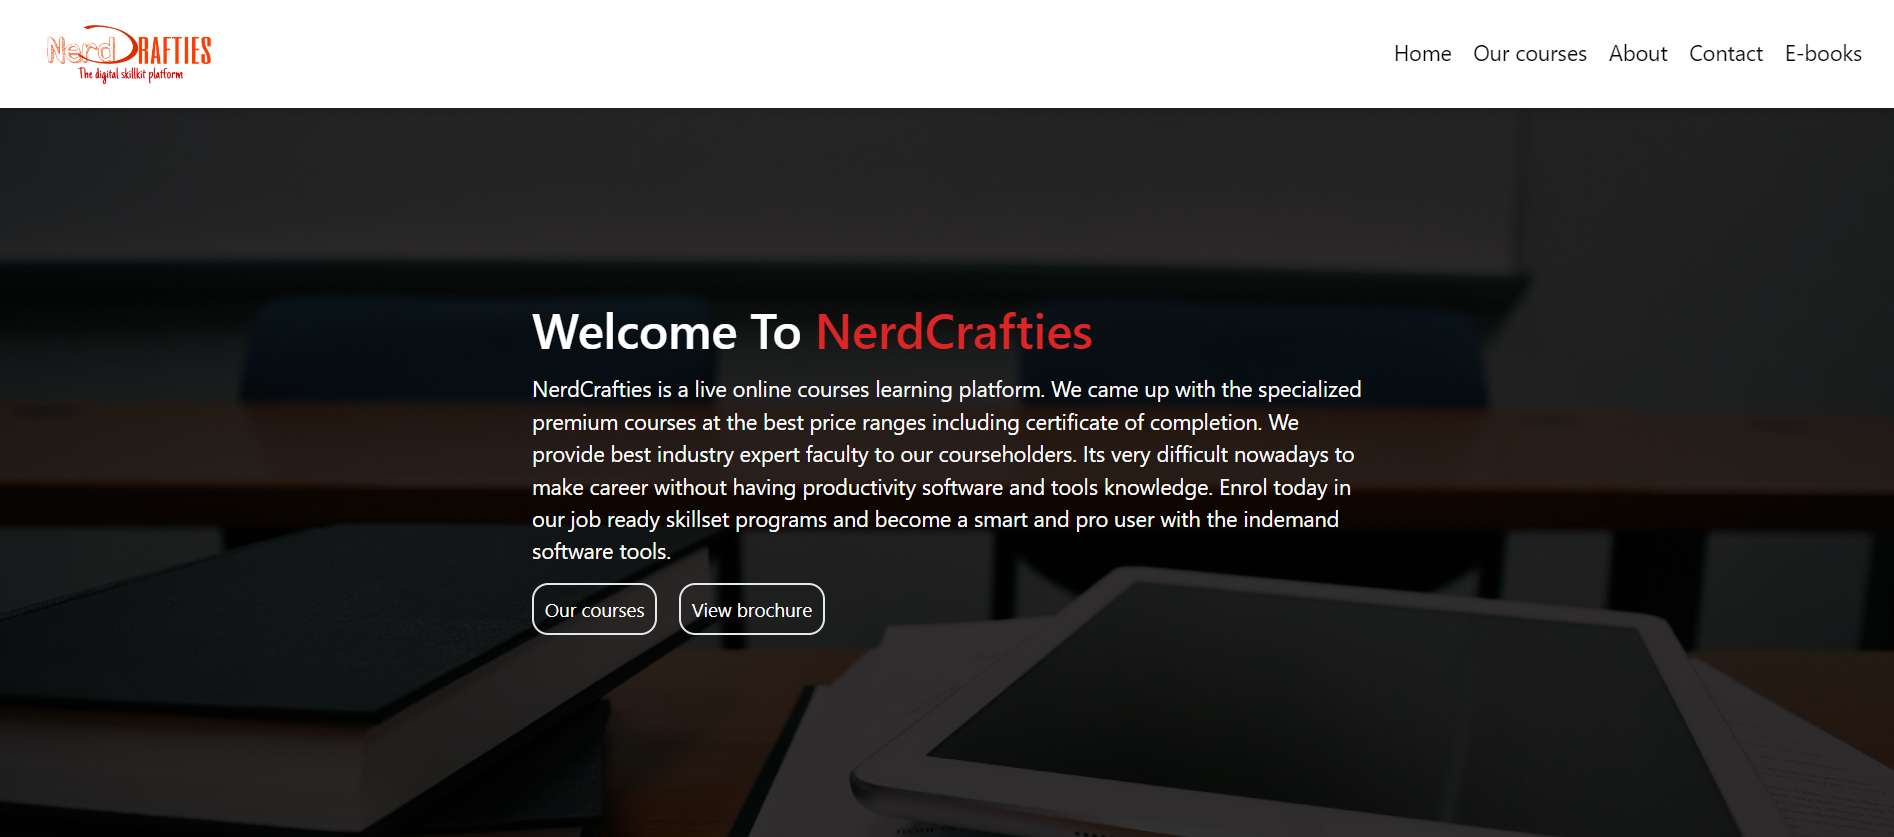 Nerd CRAFTIES
The digital skillkit platform
Home Our courses About Contact E-books
Welcome To NerdCrafties
NerdCrafties is a live online courses learning platform. We came up with the specialized
premium courses at the best price ranges including certificate of completion. We
provide best industry expert faculty to our courseholders. Its very difficult nowadays to
make career without having productivity software and tools knowledge. Enrol today in
our job ready skillset programs and become a smart and pro user with the indemand
software tools.
Our courses View brochure